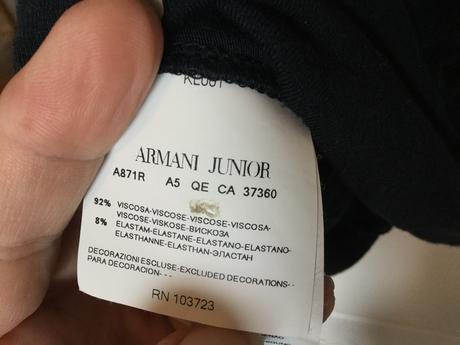 ARMANI JUNIOR
A871R A5 QE CA 37360
92% VISCOSA-VISCOSE-VISCOSE-VISCOSA-
VISCOSE-VISKOSE-ВИСКОЗА
8% ELASTAM-ELASTANE-ELASTANO-ELASTANO-
ELASTHANNE-ELASTHAN-ЭЛАСТАН
DECORAZIONI ESCLUSE-EXCLUDED DECORATIONS--
PARA DECORACION-- --
RN 103723